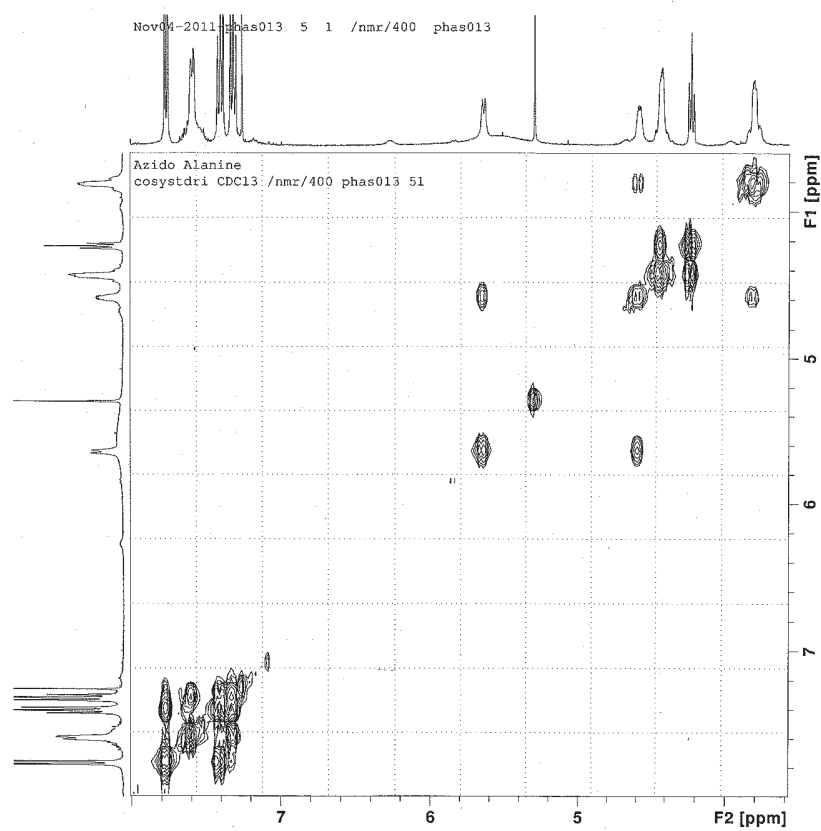 Nov04-2011-phas013 5 1 /nmr/400 phas013
Azido Alanine
cosystdri CDCl3 /nmr/400 phas013 51
F1 [ppm]
5
6
7
7
6
5
F2 [ppm]